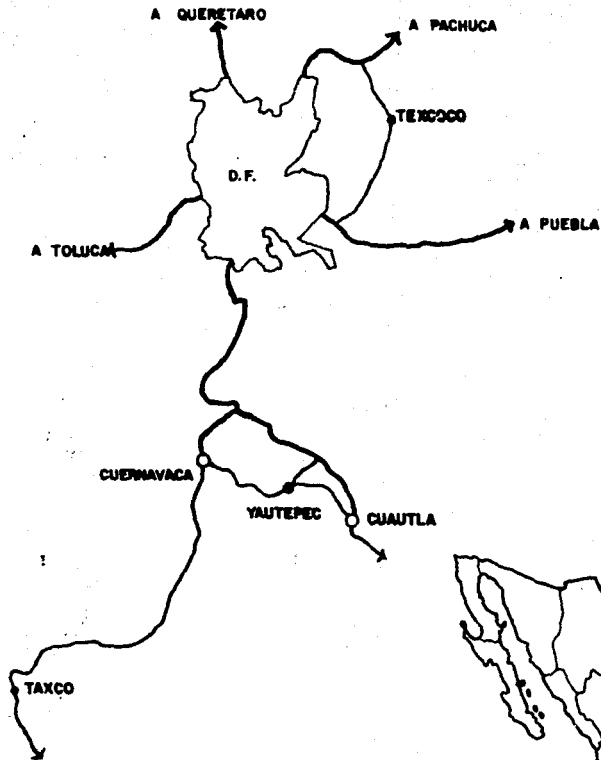 A QUERETARO
A PACHUCA
TEXCOCO
D.F.
A PUEBLA
A TOLUCA
CUERNAVACA
YAUTEPEC
CUAUTLA
TAXCO